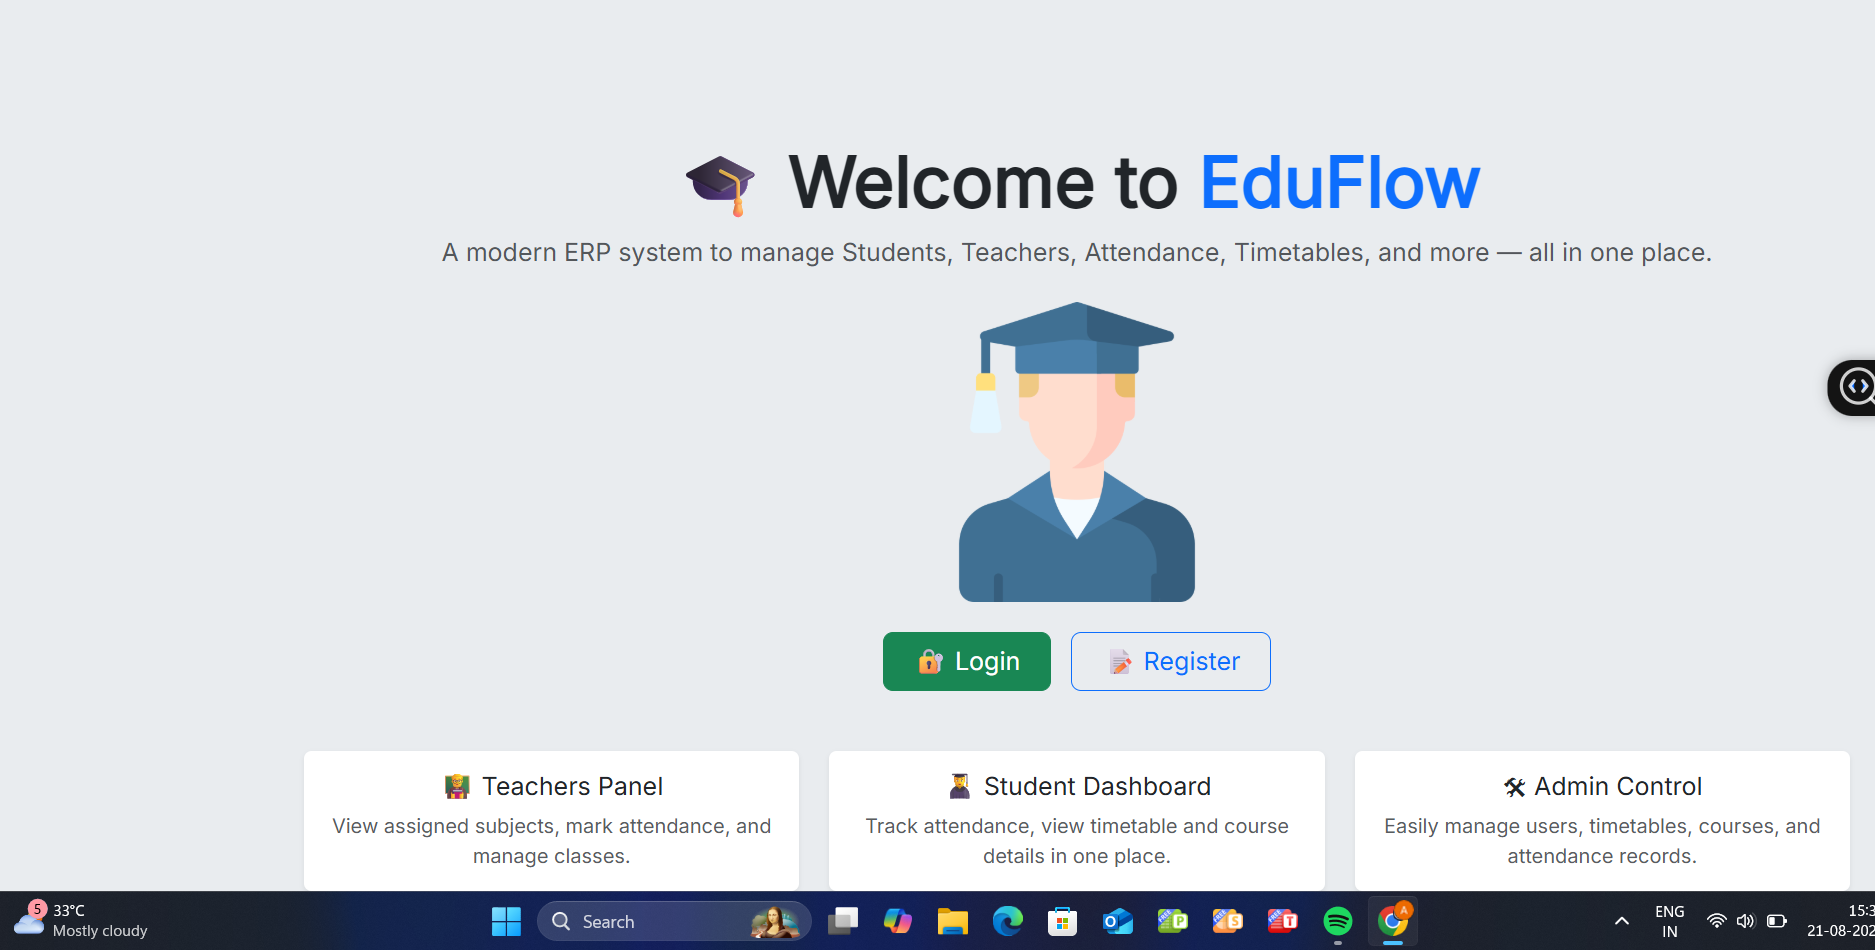 Welcome to EduFlow
A modern ERP system to manage Students, Teachers, Attendance, Timetables, and more — all in one place.
Login
Register
Teachers Panel
View assigned subjects, mark attendance, and
manage classes.
Student Dashboard
Track attendance, view timetable and course
details in one place.
Admin Control
Easily manage users, timetables, courses, and
attendance records.
5
33°C
Mostly cloudy
Search
A
ENG
IN
15:3
21-08-202